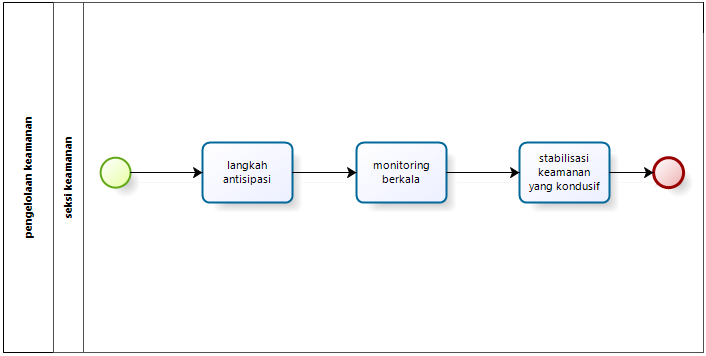 pengelolaan keamanan
seksi keamanan
langkah
antisipasi
monitoring
berkala
stabilisasi
keamanan
yang kondusif